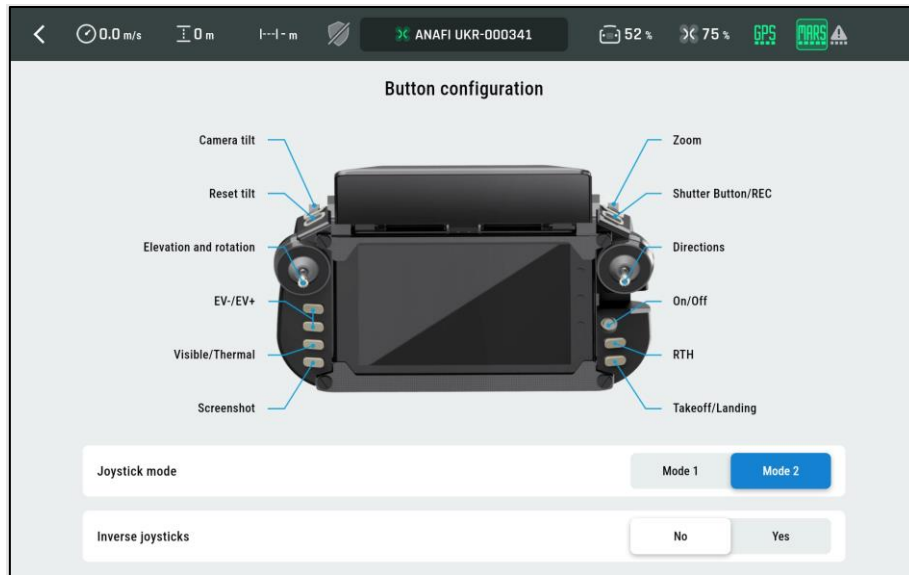 0.0 m/s 0 m - m ANAFI UKR-000341 52 % 75 % GPS MARS
Button configuration
Camera tilt Zoom
Reset tilt Shutter Button/REC
Elevation and rotation Directions
EV-/EV+ On/Off
Visible/Thermal RTH
Screenshot Takeoff/Landing
Joystick mode Mode 1 Mode 2
Inverse joysticks No Yes